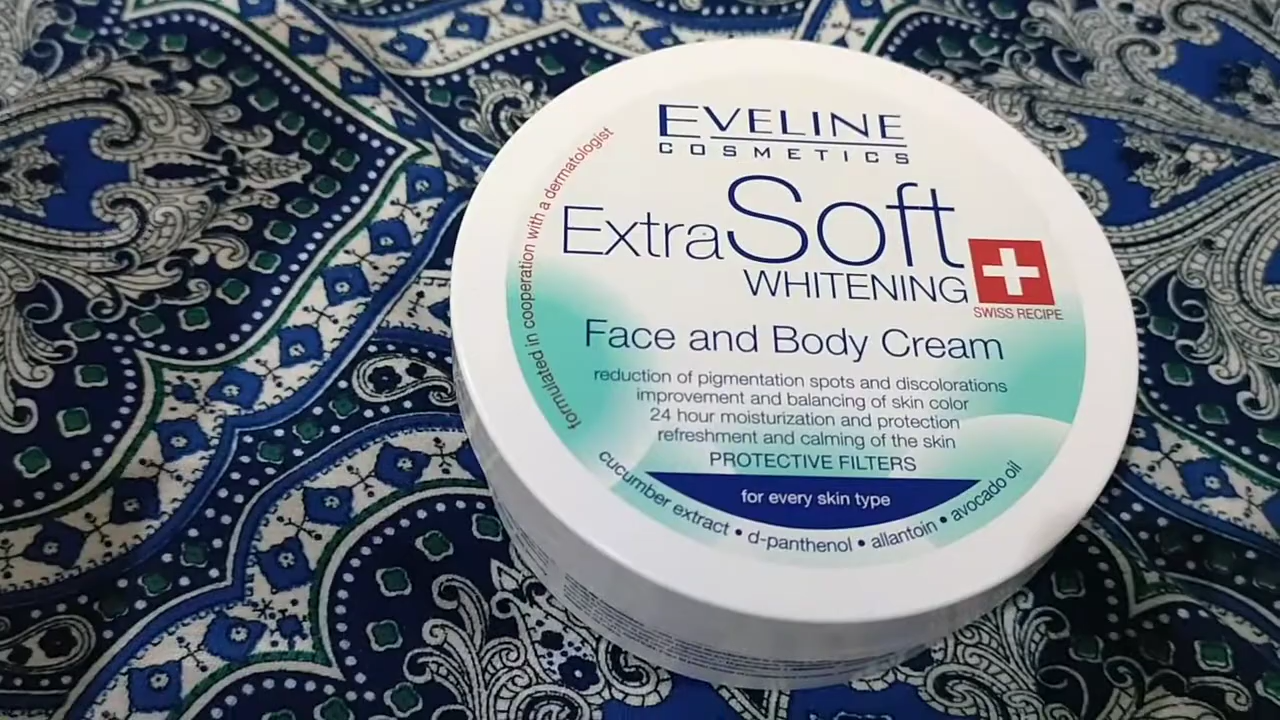 EVELINE
COSMETICS
ExtraSoft
WHITENING
SWISS RECIPE
Face and Body Cream
reduction of pigmentation spots and discolorations
improvement and balancing of skin color
24 hour moisturization and protection
refreshment and calming of the skin
PROTECTIVE FILTERS
for every skin type
cucumber extract • d-panthenol • allantoin • avocado oil
formulated in cooperation with a dermatologist